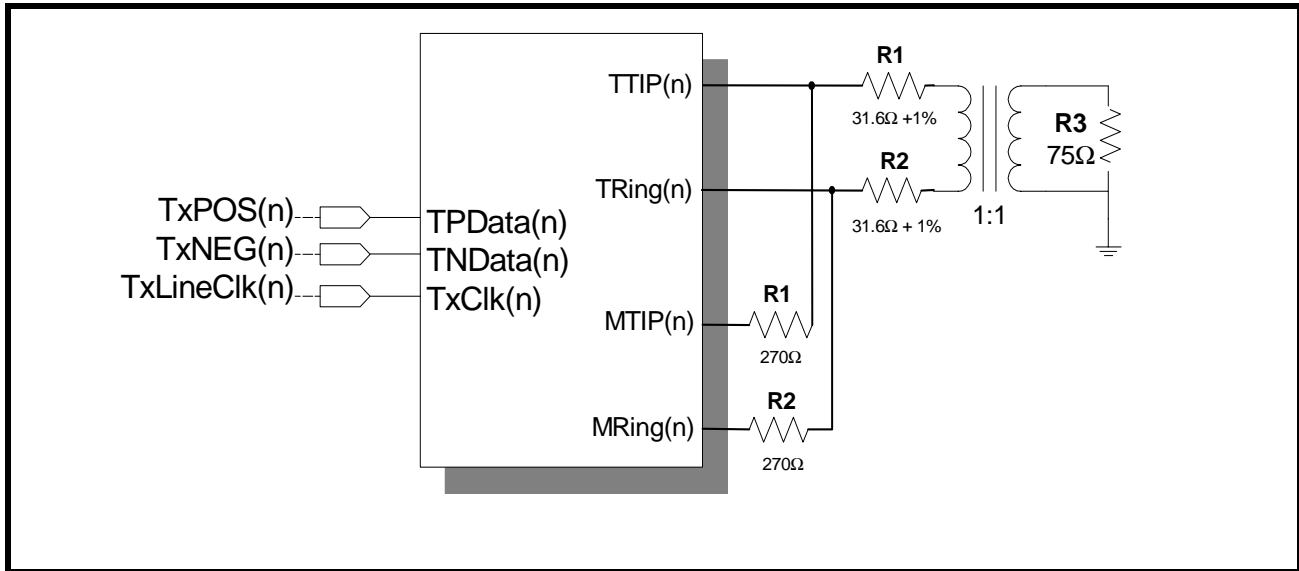 TxPOS(n)
TxNEG(n)
TxLineClk(n)
TPData(n)
TNData(n)
TxClk(n)
TTIP(n)
TRing(n)
MTIP(n)
MRing(n)
R1
31.6Ω +1%
R2
31.6Ω + 1%
R1
270Ω
R2
270Ω
1:1
R3
75Ω